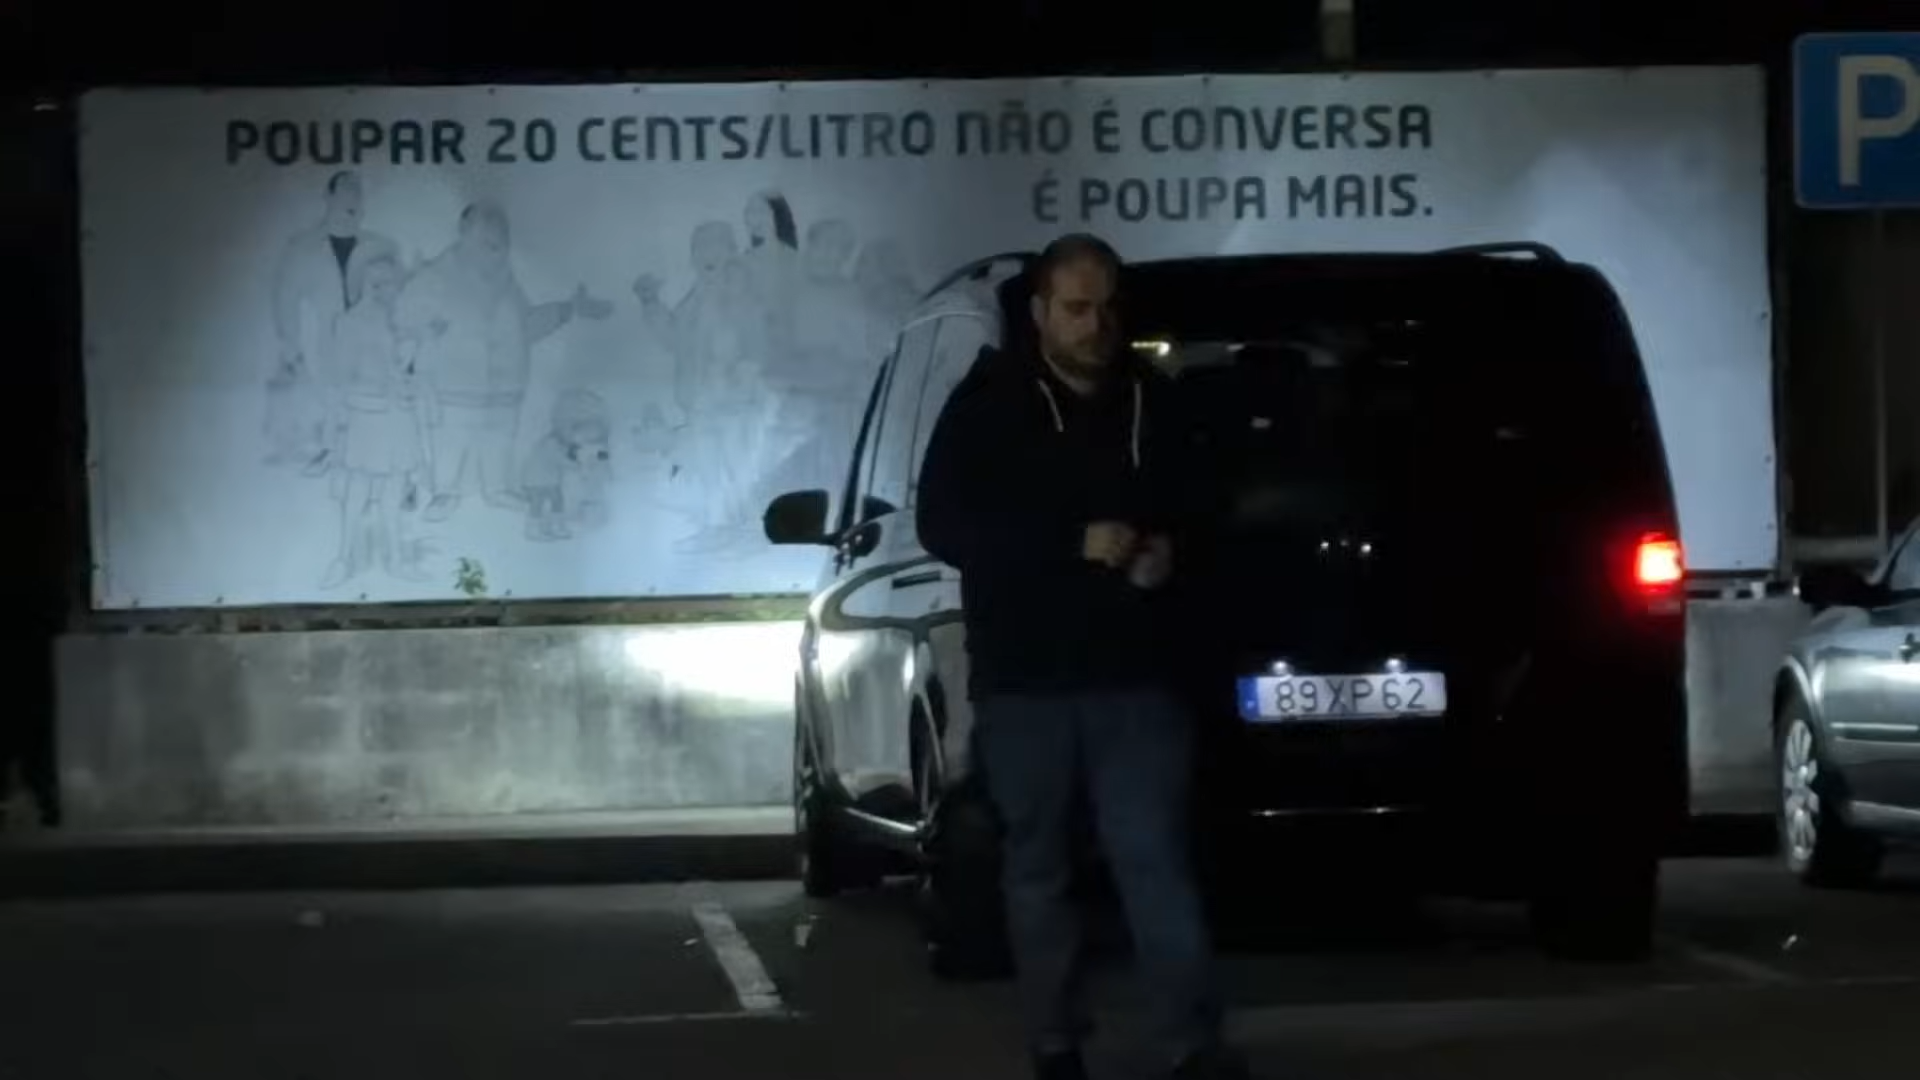 POUPAR 20 CENTS/LITRO NÃO É CONVERSA
É POUPA MAIS.
P
89 XP 62